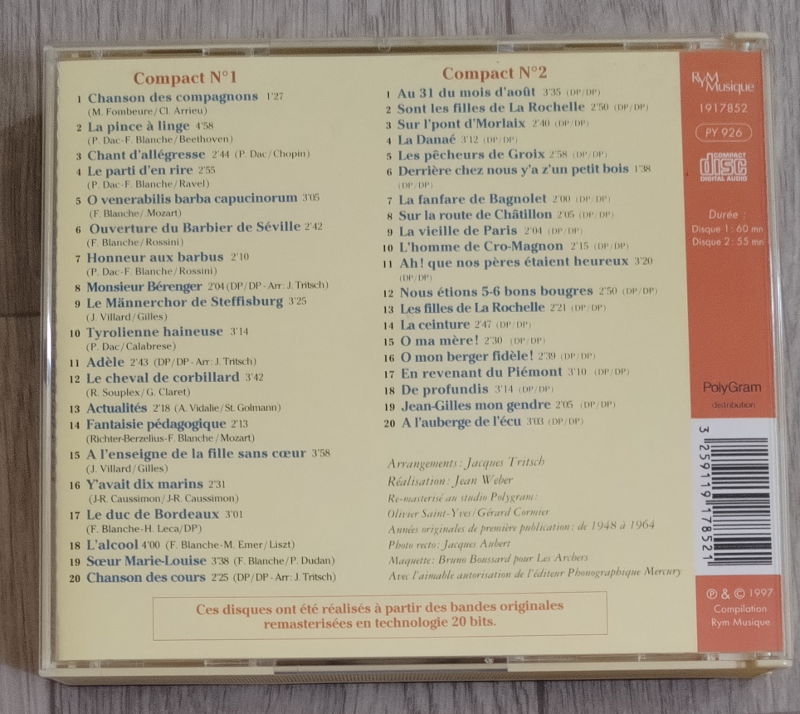 Compact N°1
1 Chanson des compagnons 1'27
(M. Fombeure/Cl. Arrieu)
2 La pince à linge 4'58
(P. Dac-F. Blanche/Beethoven)
3 Chant d'allégresse 2'44 (P. Dac/Chopin)
4 Le parti d'en rire 2'55
(P. Dac-F. Blanche/Ravel)
5 O venerabilis barba capucinorum 3'05
(F. Blanche/Mozart)
6 Ouverture du Barbier de Séville 2'42
(F. Blanche/Rossini)
7 Honneur aux barbus 2'10
(P. Dac-F. Blanche/Rossini)
8 Monsieur Bérenger 2'04 (DP/DP - Arr: J. Tritsch)
9 Le Männerchor de Steffisburg 3'25
(J. Villard/Gilles)
10 Tyrolienne haineuse 3'14
(P. Dac/Calabrese)
11 Adèle 2'43 (DP/DP - Arr: J. Tritsch)
12 Le cheval de corbillard 3'42
(R. Souplex/G. Claret)
13 Actualités 2'18 (A. Vidalie/St. Golmann)
14 Fantaisie pédagogique 2'13
(Richter-Berzelius-F. Blanche/Mozart)
15 A l'enseigne de la fille sans cœur 3'58
(J. Villard/Gilles)
16 Y'avait dix marins 2'31
(J-R. Caussimon/J-R. Caussimon)
17 Le duc de Bordeaux 3'01
(F. Blanche-H. Leca/DP)
18 L'alcool 4'00 (F. Blanche-M. Emer/Liszt)
19 Sœur Marie-Louise 3'38 (F. Blanche/P. Dudan)
20 Chanson des cours 2'25 (DP/DP - Arr: J. Tritsch)
Compact N°2
1 Au 31 du mois d'août 3'35 (DP/DP)
2 Sont les filles de La Rochelle 2'50 (DP/DP)
3 Sur l'pont d'Morlaix 2'40 (DP/DP)
4 La Danaé 3'12 (DP/DP)
5 Les pêcheurs de Groix 2'58 (DP/DP)
6 Derrière chez nous y'a z'un petit bois 1'38
(DP/DP)
7 La fanfare de Bagnolet 2'00 (DP/DP)
8 Sur la route de Châtillon 2'05 (DP/DP)
9 La vieille de Paris 2'04 (DP/DP)
10 L'homme de Cro-Magnon 2'15 (DP/DP)
11 Ah! que nos pères étaient heureux 3'20
(DP/DP)
12 Nous étions 5-6 bons bougres 2'50 (DP/DP)
13 Les filles de La Rochelle 2'21 (DP/DP)
14 La ceinture 2'47 (DP/DP)
15 O ma mère! 2'30 (DP/DP)
16 O mon berger fidèle! 2'39 (DP/DP)
17 En revenant du Piémont 3'10 (DP/DP)
18 De profundis 3'14 (DP/DP)
19 Jean-Gilles mon gendre 2'05 (DP/DP)
20 A l'auberge de l'écu 3'03 (DP/DP)
Arrangements : Jacques Tritsch
Réalisation : Jean Weber
Re-masterisé au studio Polygram :
Olivier Saint-Yves/Gérard Cormier
Années originales de première publication : de 1948 à 1964
Photo recto : Jacques Aubert
Maquette : Bruno Boussard pour Les Archers
Avec l'aimable autorisation de l'éditeur Phonographique Mercury
Ces disques ont été réalisés à partir des bandes originales
remasterisées en technologie 20 bits.
RYM Musique
1917852
PY 926
COMPACT
disc
DIGITAL AUDIO
Durée :
Disque 1 : 60 mn
Disque 2 : 55 mn
PolyGram
distribution
3 259119 178521
℗ & © 1997
Compilation
Rym Musique